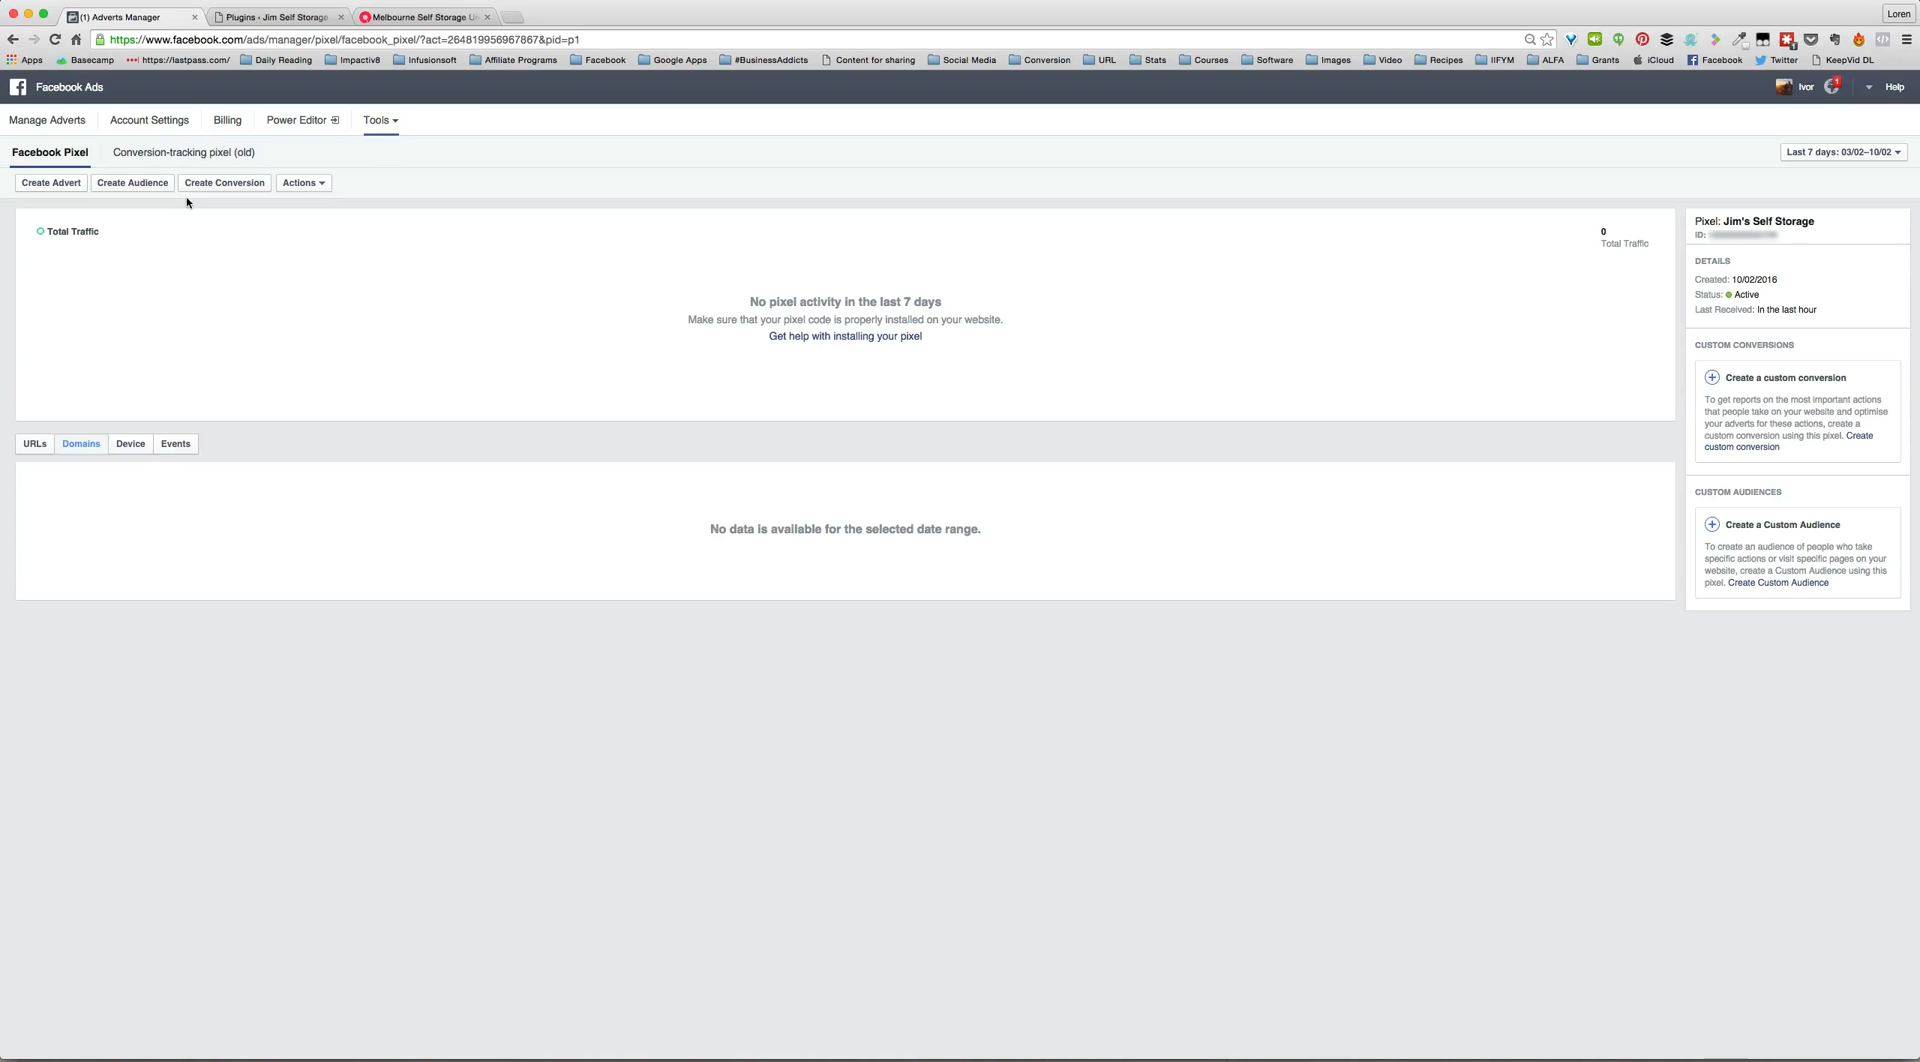 (1) Adverts Manager
Plugins ‹ Jim Self Storage
Melbourne Self Storage
Loren
https://www.facebook.com/ads/manager/pixel/facebook_pixel/?act=264819956967867&pid=p1
Apps Basecamp https://lastpass.com/ Daily Reading Impactiv8 Infusionsoft Affiliate Programs Facebook Google Apps #BusinessAddicts Content for sharing Social Media Conversion URL Stats Courses Software Images Video Recipes IIFYM ALFA Grants iCloud Facebook Twitter KeepVid DL
Facebook Ads
Ivor
1
Help
Manage Adverts Account Settings Billing Power Editor Tools
Facebook Pixel Conversion-tracking pixel (old)
Last 7 days: 03/02–10/02
Create Advert Create Audience Create Conversion Actions
Total Traffic
0
Total Traffic
No pixel activity in the last 7 days
Make sure that your pixel code is properly installed on your website.
Get help with installing your pixel
URLs Domains Device Events
No data is available for the selected date range.
Pixel: Jim's Self Storage
ID:
DETAILS
Created: 10/02/2016
Status: Active
Last Received: In the last hour
CUSTOM CONVERSIONS
Create a custom conversion
To get reports on the most important actions
that people take on your website and optimise
your adverts for these actions, create a
custom conversion using this pixel. Create
custom conversion
CUSTOM AUDIENCES
Create a Custom Audience
To create an audience of people who take
specific actions or visit specific pages on your
website, create a Custom Audience using this
pixel. Create Custom Audience